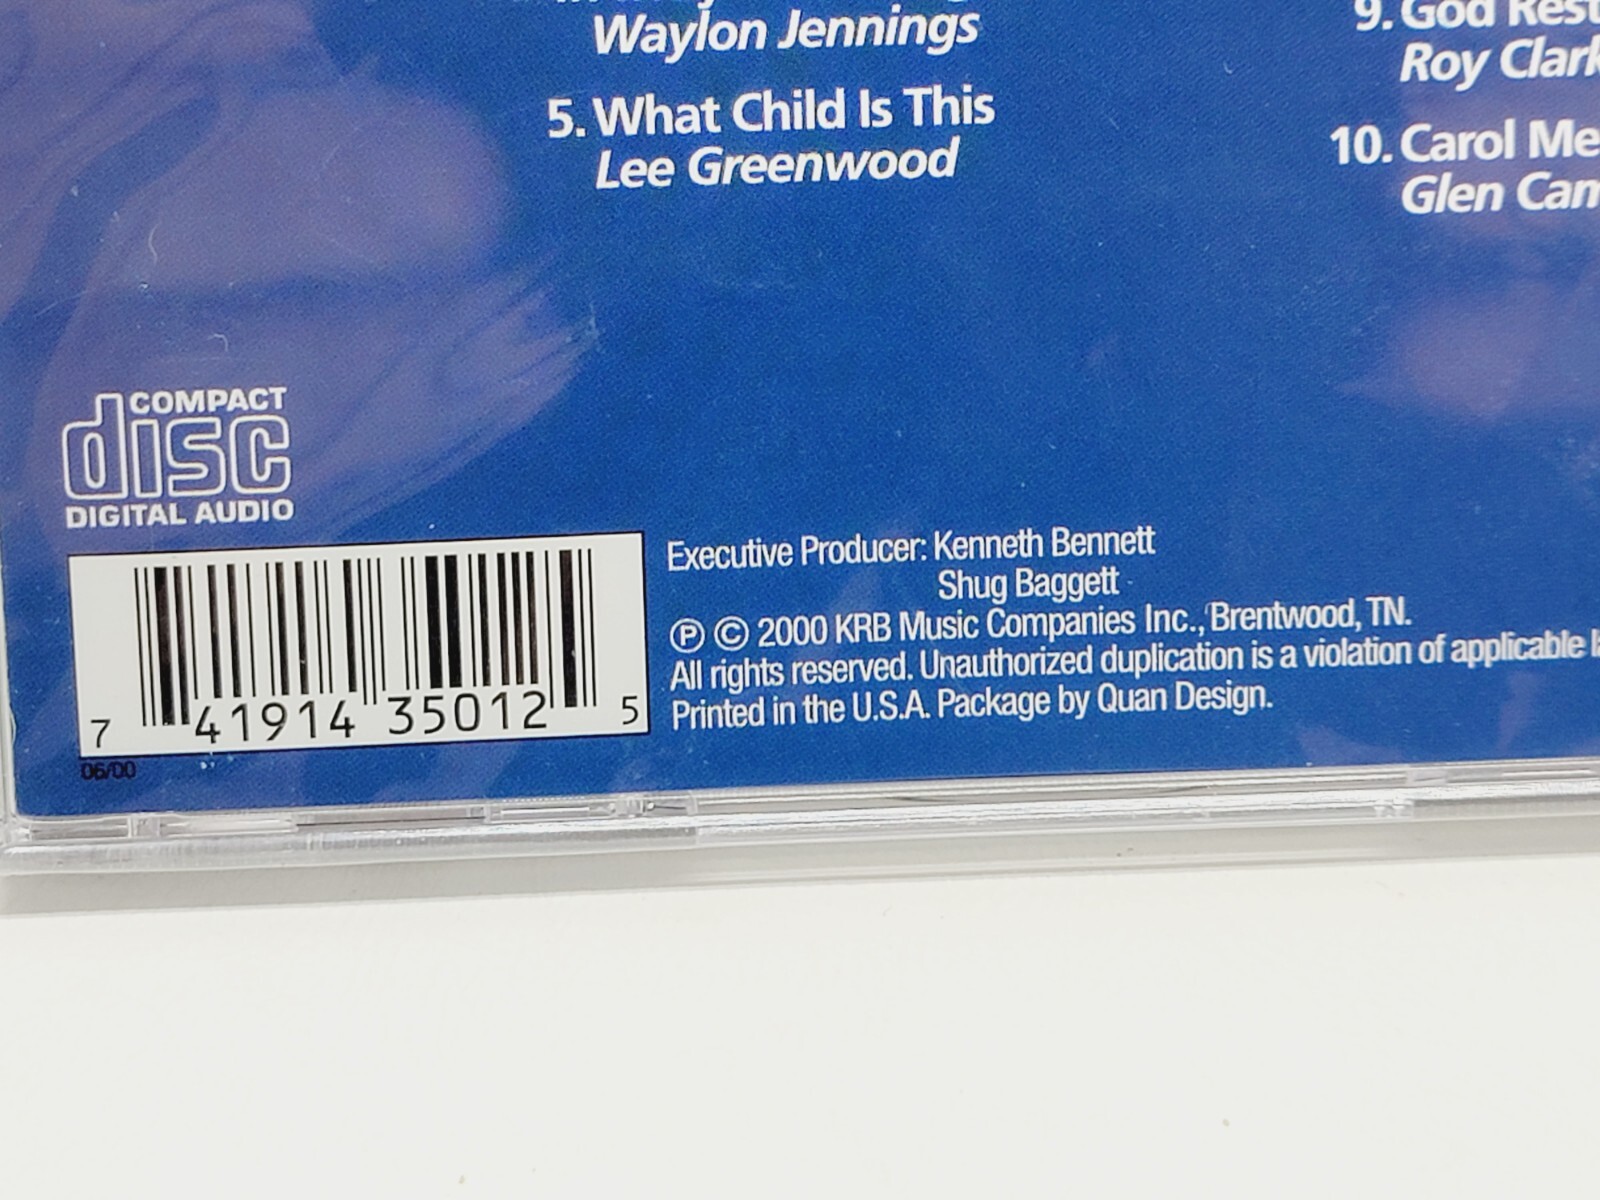 Waylon Jennings
5. What Child Is This
Lee Greenwood
9. God Rest
Roy Clark
10. Carol Me
Glen Cam
COMPACT
disc
DIGITAL AUDIO
7 41914 35012 5
06/00
Executive Producer: Kenneth Bennett
Shug Baggett
Ⓟ © 2000 KRB Music Companies Inc., Brentwood, TN.
All rights reserved. Unauthorized duplication is a violation of applicable
Printed in the U.S.A. Package by Quan Design.